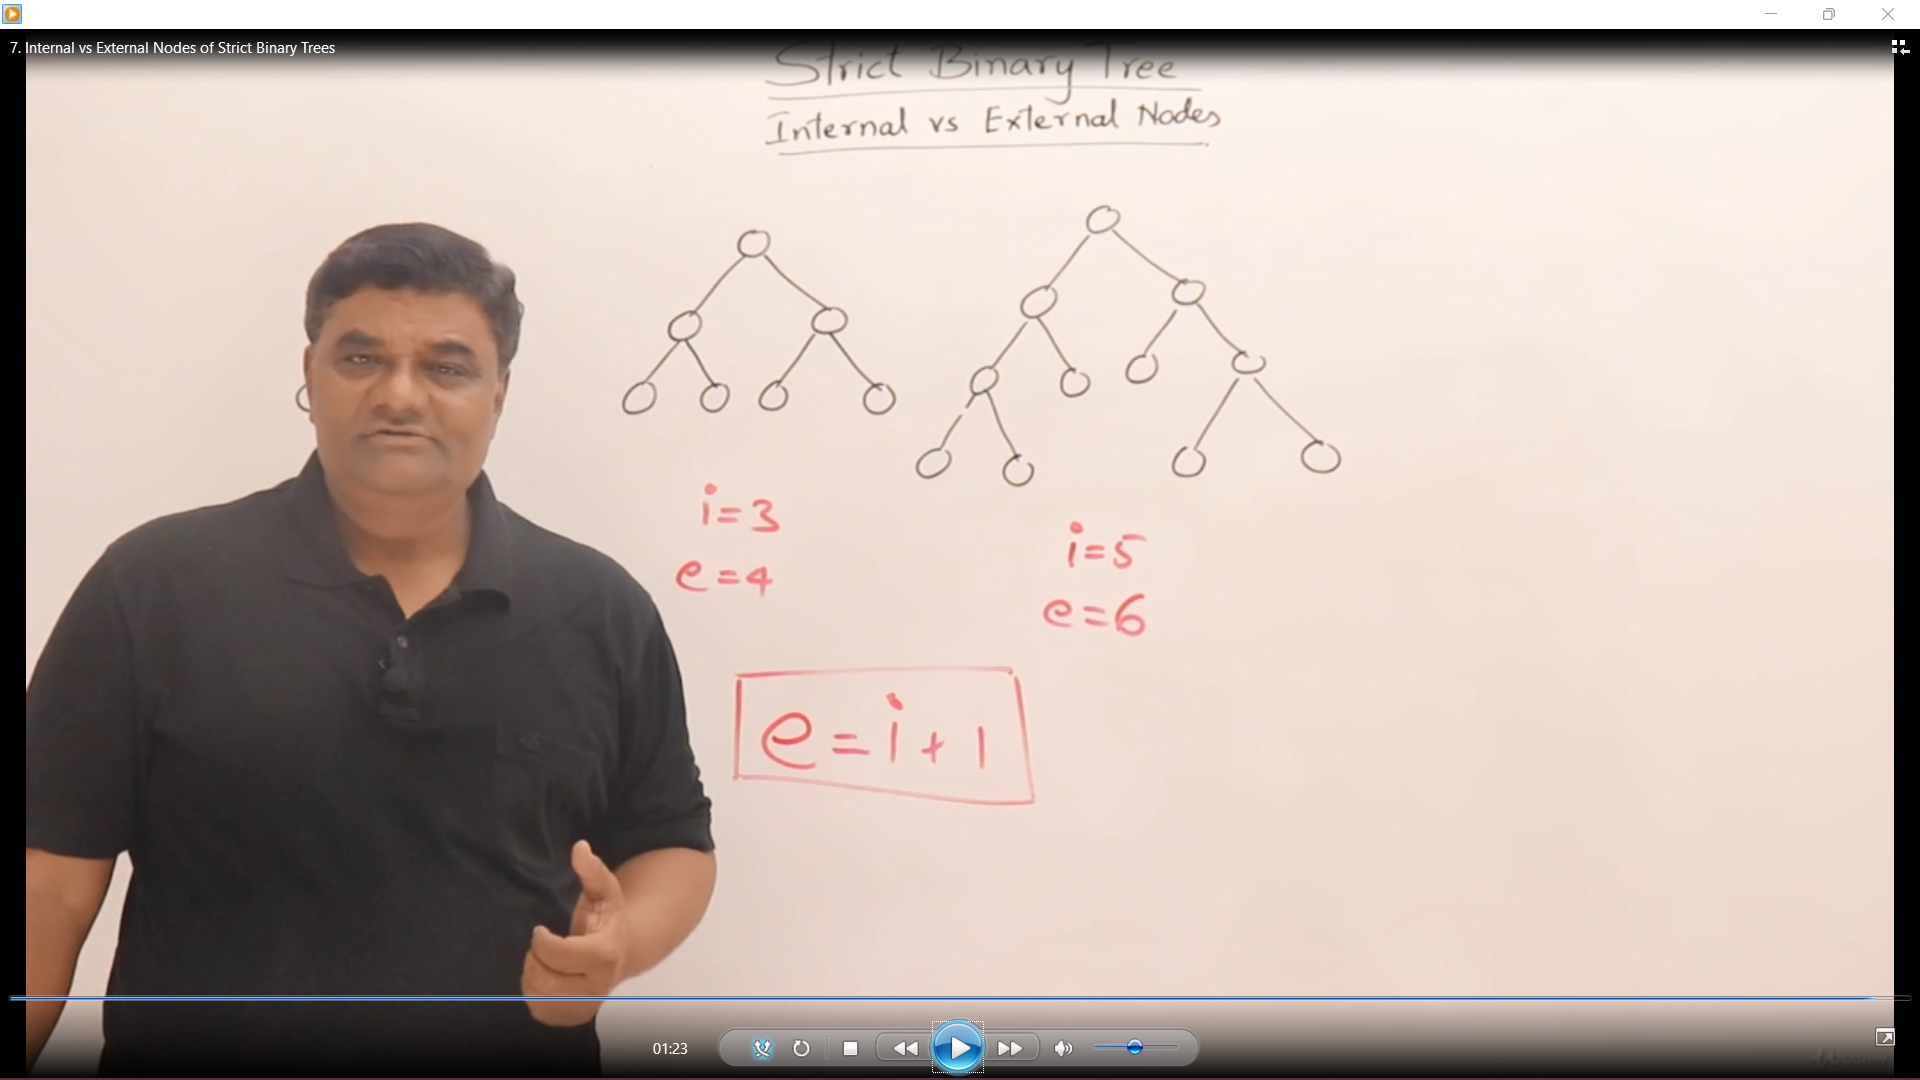 7. Internal vs External Nodes of Strict Binary Trees
Strict Binary Tree
Internal vs External Nodes
i=3
e=4
i=5
e=6
e=i+1
01:23
Udemy